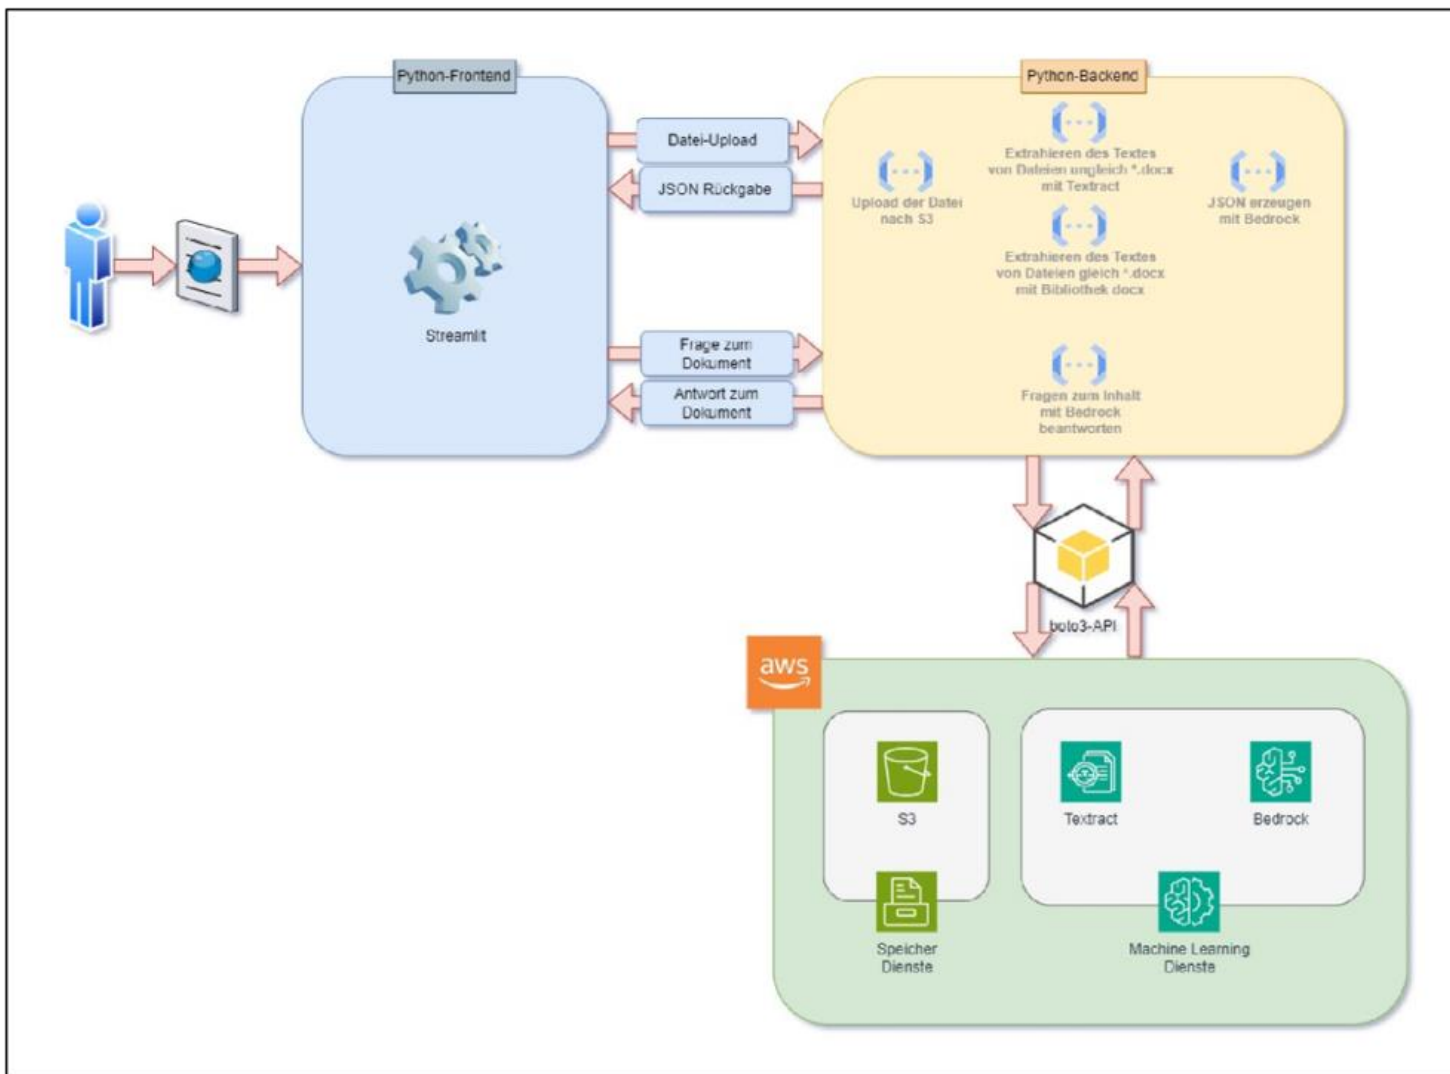 Python-Frontend
Python-Backend
Datei-Upload
JSON Rückgabe
Extrahieren des Textes
von Dateien ungleich *.docx
mit Textract
Upload der Datei
nach S3
JSON erzeugen
mit Bedrock
Extrahieren des Textes
von Dateien gleich *.docx
mit Bibliothek docx
Streamlit
Frage zum
Dokument
Antwort zum
Dokument
Fragen zum Inhalt
mit Bedrock
beantworten
boto3-API
aws
S3
Textract
Bedrock
Speicher
Dienste
Machine Learning
Dienste